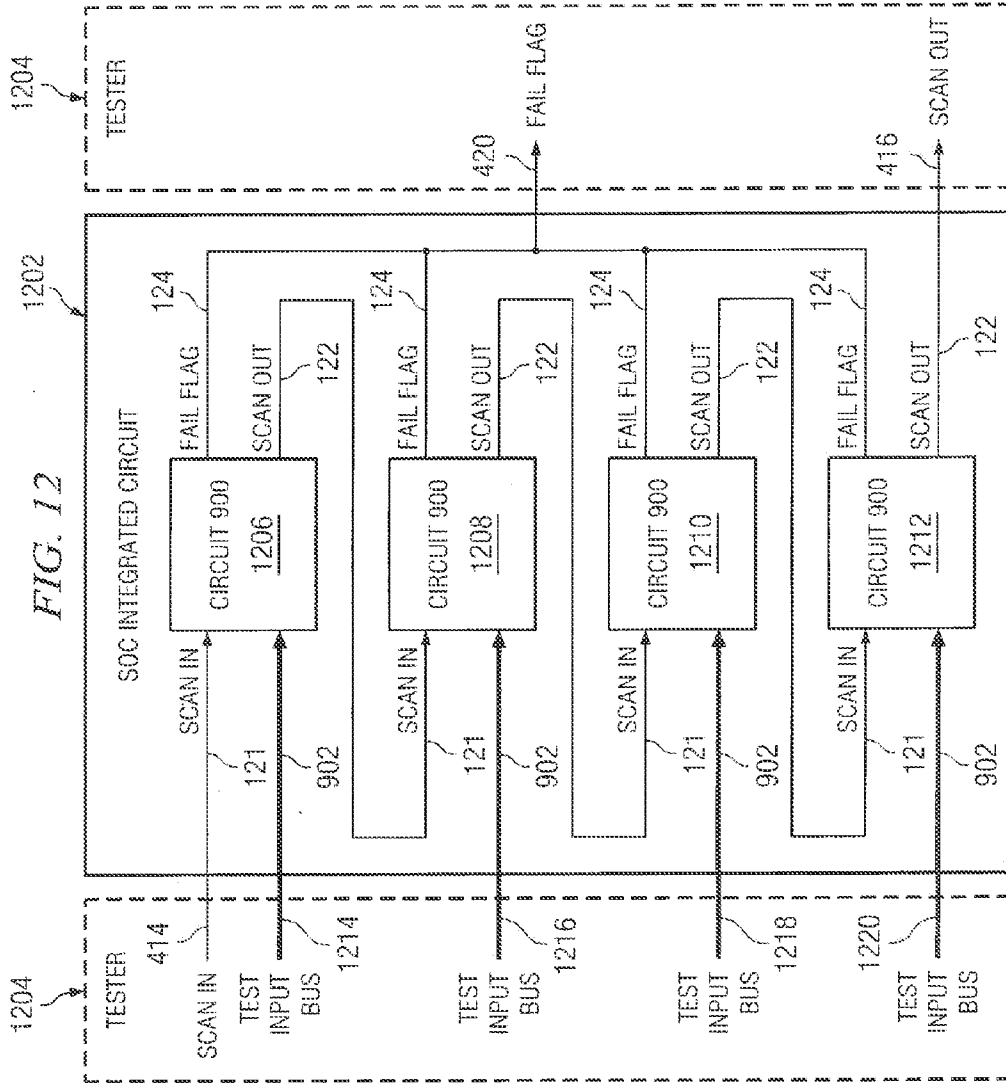 FIG. 12
1204
TESTER
SCAN IN
414
TEST
INPUT
BUS
1214
TEST
INPUT
BUS
1216
TEST
INPUT
BUS
1218
TEST
INPUT
BUS
1220
1202
SOC INTEGRATED CIRCUIT
121
SCAN IN
902
CIRCUIT 900
1206
FAIL FLAG
124
SCAN OUT
122
SCAN IN
121
902
CIRCUIT 900
1208
FAIL FLAG
124
SCAN OUT
122
SCAN IN
121
902
CIRCUIT 900
1210
FAIL FLAG
124
SCAN OUT
122
SCAN IN
121
902
CIRCUIT 900
1212
FAIL FLAG
124
SCAN OUT
122
1204
TESTER
420
FAIL FLAG
416
SCAN OUT